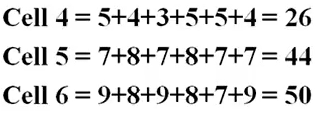 Cell 4 = 5+4+3+5+5+4 = 26
Cell 5 = 7+8+7+8+7+7 = 44
Cell 6 = 9+8+9+8+7+9 = 50